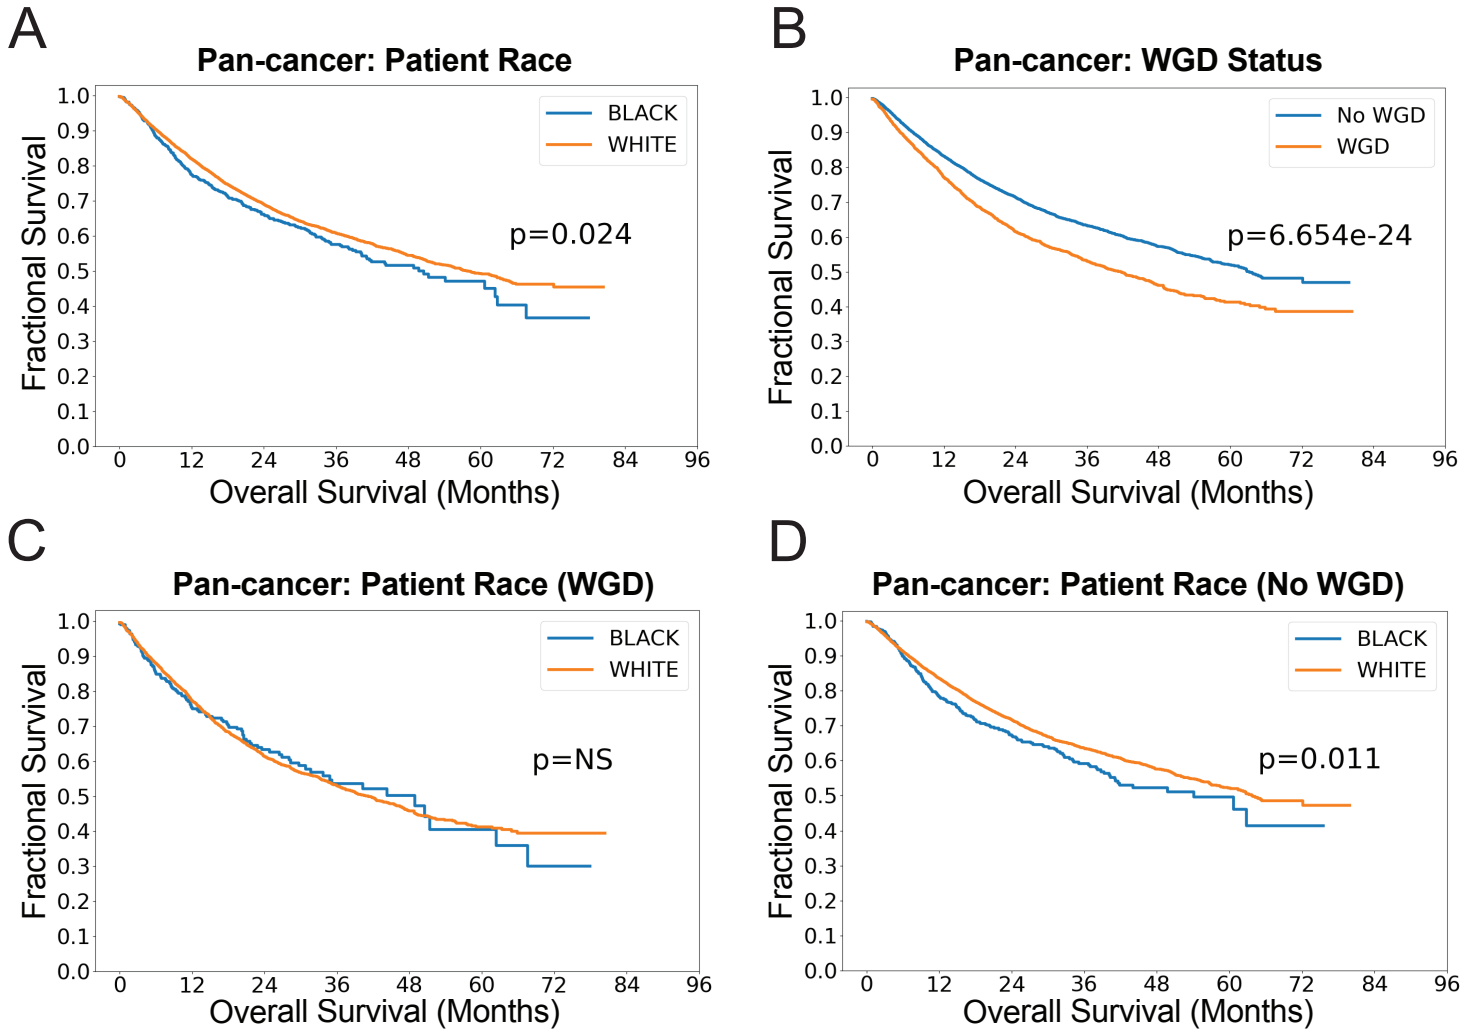 A
Pan-cancer: Patient Race
Fractional Survival
1.0
0.9
0.8
0.7
0.6
0.5
0.4
0.3
0.2
0.1
0.0
BLACK
WHITE
p=0.024
0 12 24 36 48 60 72 84 96
Overall Survival (Months)
B
Pan-cancer: WGD Status
Fractional Survival
1.0
0.9
0.8
0.7
0.6
0.5
0.4
0.3
0.2
0.1
0.0
No WGD
WGD
p=6.654e-24
0 12 24 36 48 60 72 84 96
Overall Survival (Months)
C
Pan-cancer: Patient Race (WGD)
Fractional Survival
1.0
0.9
0.8
0.7
0.6
0.5
0.4
0.3
0.2
0.1
0.0
BLACK
WHITE
p=NS
0 12 24 36 48 60 72 84 96
Overall Survival (Months)
D
Pan-cancer: Patient Race (No WGD)
Fractional Survival
1.0
0.9
0.8
0.7
0.6
0.5
0.4
0.3
0.2
0.1
0.0
BLACK
WHITE
p=0.011
0 12 24 36 48 60 72 84 96
Overall Survival (Months)